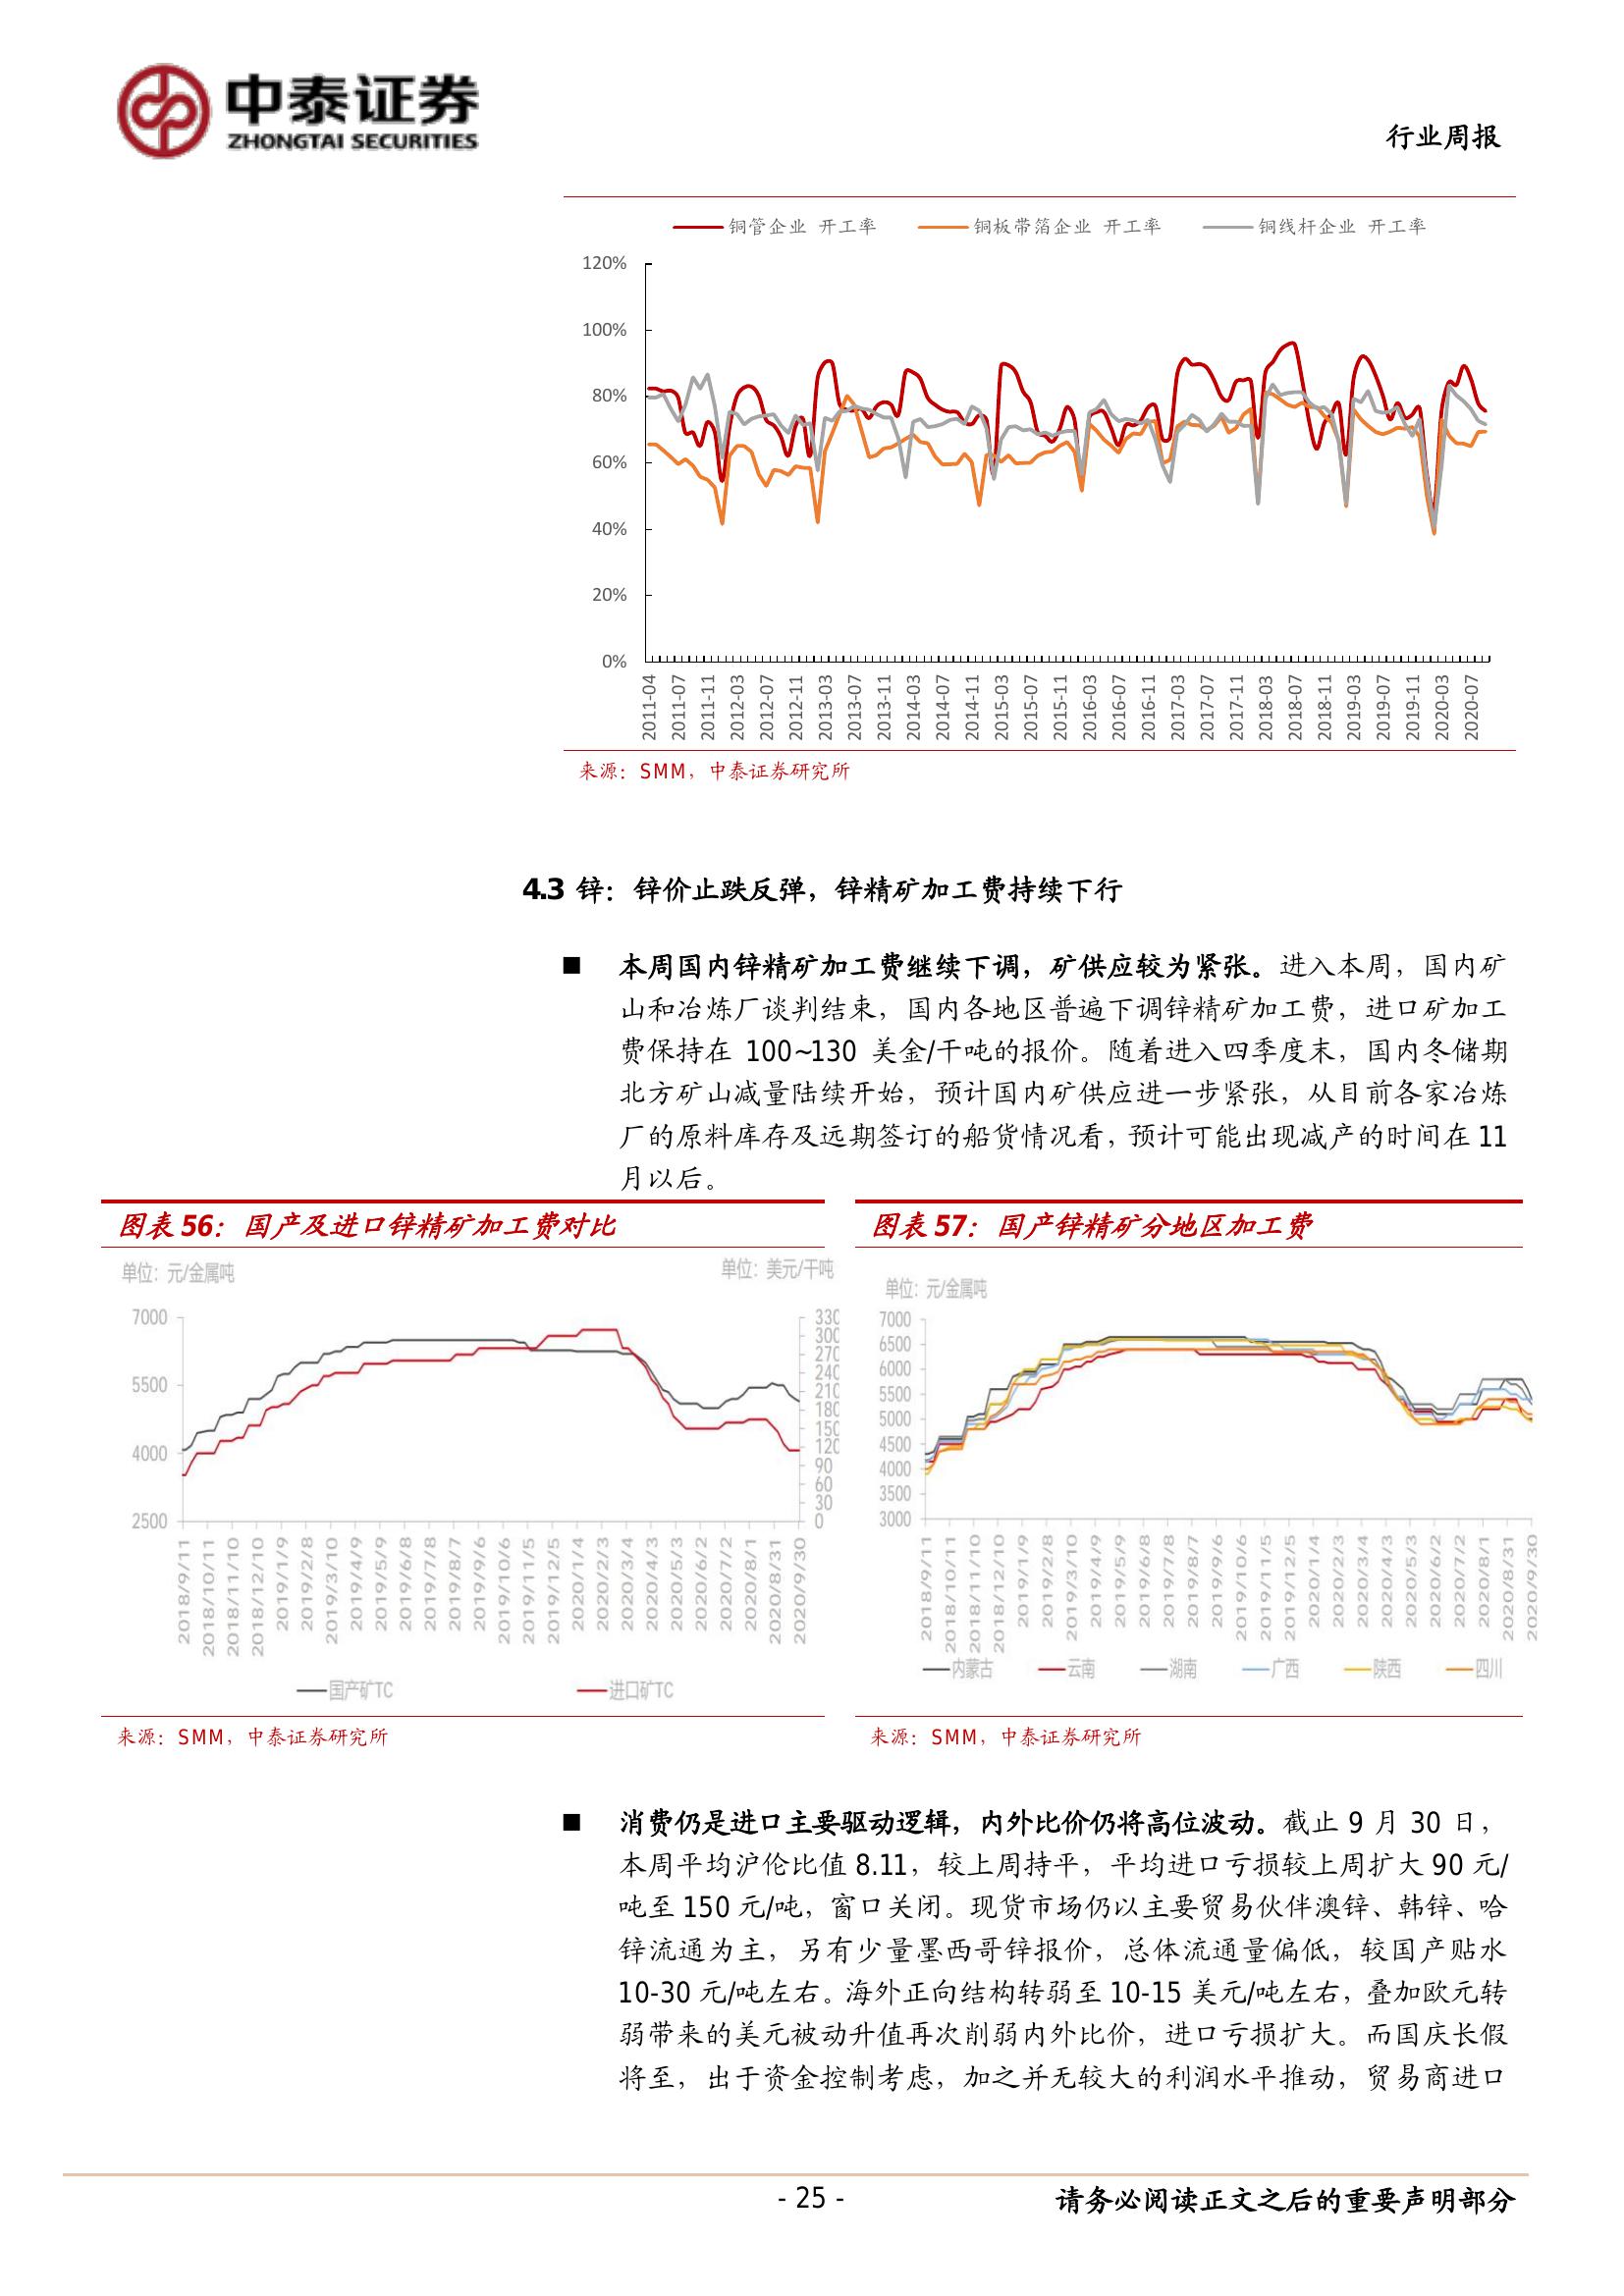 中泰证券
ZHONGTAI SECURITIES
行业周报
铜管企业 开工率 铜板带箔企业 开工率 铜线杆企业 开工率
120%
100%
80%
60%
40%
20%
0%
2011-04 2011-07 2011-11 2012-03 2012-07 2012-11 2013-03 2013-07 2013-11 2014-03 2014-07 2014-11 2015-03 2015-07 2015-11 2016-03 2016-07 2016-11 2017-03 2017-07 2017-11 2018-03 2018-07 2018-11 2019-03 2019-07 2019-11 2020-03 2020-07
来源：SMM，中泰证券研究所
4.3 锌：锌价止跌反弹，锌精矿加工费持续下行
■ 本周国内锌精矿加工费继续下调，矿供应较为紧张。进入本周，国内矿
山和冶炼厂谈判结束，国内各地区普遍下调锌精矿加工费，进口矿加工
费保持在 100~130 美金/干吨的报价。随着进入四季度末，国内冬储期
北方矿山减量陆续开始，预计国内矿供应进一步紧张，从目前各家冶炼
厂的原料库存及远期签订的船货情况看，预计可能出现减产的时间在 11
月以后。
图表 56：国产及进口锌精矿加工费对比
单位：元/金属吨 单位：美元/干吨
7000
5500
4000
2500
330
300
270
240
210
180
150
120
90
60
30
0
2018/9/11 2018/10/11 2018/11/10 2018/12/10 2019/1/9 2019/2/8 2019/3/10 2019/4/9 2019/5/9 2019/6/8 2019/7/8 2019/8/7 2019/9/6 2019/10/6 2019/11/5 2019/12/5 2020/1/4 2020/2/3 2020/3/4 2020/4/3 2020/5/3 2020/6/2 2020/7/2 2020/8/1 2020/8/31 2020/9/30
国产矿TC 进口矿TC
来源：SMM，中泰证券研究所
图表 57：国产锌精矿分地区加工费
单位：元/金属吨
7000
6500
6000
5500
5000
4500
4000
3500
3000
2018/9/11 2018/10/11 2018/11/10 2018/12/10 2019/1/9 2019/2/8 2019/3/10 2019/4/9 2019/5/9 2019/6/8 2019/7/8 2019/8/7 2019/9/6 2019/10/6 2019/11/5 2019/12/5 2020/1/4 2020/2/3 2020/3/4 2020/4/3 2020/5/3 2020/6/2 2020/7/2 2020/8/1 2020/8/31 2020/9/30
内蒙古 云南 湖南 广西 陕西 四川
来源：SMM，中泰证券研究所
■ 消费仍是进口主要驱动逻辑，内外比价仍将高位波动。截止 9 月 30 日，
本周平均沪伦比值 8.11，较上周持平，平均进口亏损较上周扩大 90 元/
吨至 150 元/吨，窗口关闭。现货市场仍以主要贸易伙伴澳锌、韩锌、哈
锌流通为主，另有少量墨西哥锌报价，总体流通量偏低，较国产贴水
10-30 元/吨左右。海外正向结构转弱至 10-15 美元/吨左右，叠加欧元转
弱带来的美元被动升值再次削弱内外比价，进口亏损扩大。而国庆长假
将至，出于资金控制考虑，加之并无较大的利润水平推动，贸易商进口
- 25 -
请务必阅读正文之后的重要声明部分